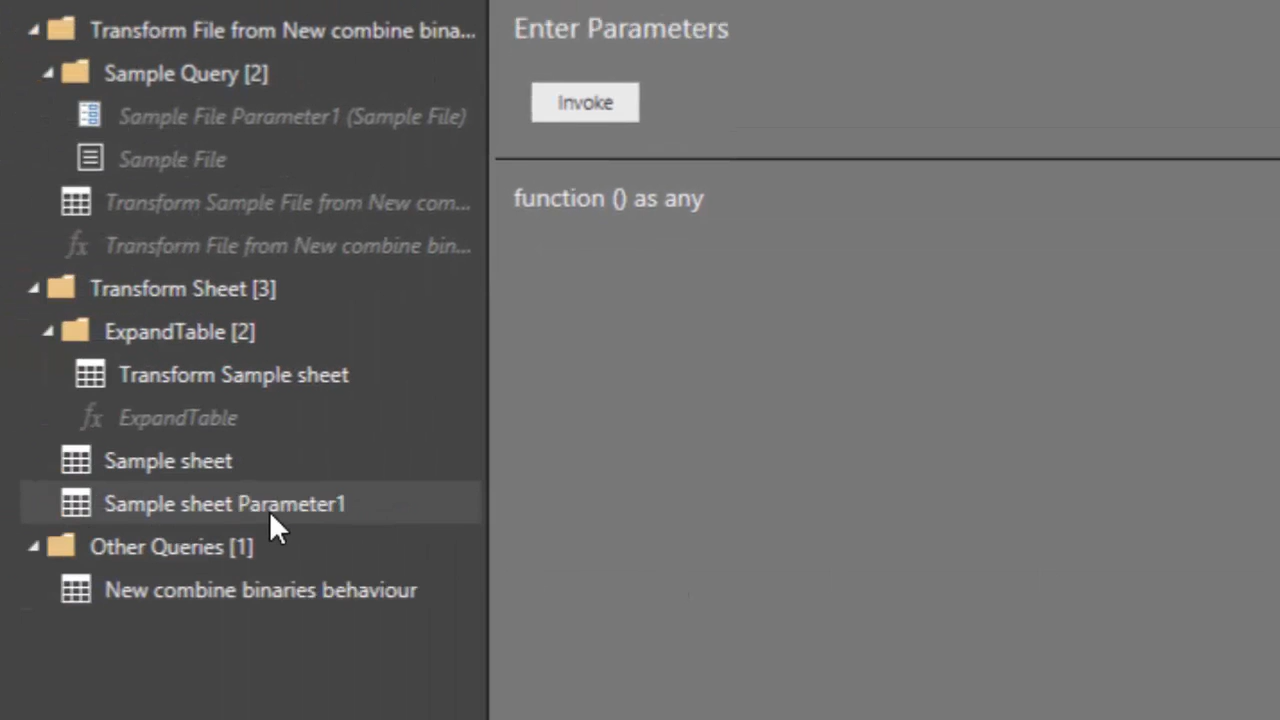 Transform File from New combine bina...
Sample Query [2]
Sample File Parameter1 (Sample File)
Sample File
Transform Sample File from New com...
fx Transform File from New combine bin...
Transform Sheet [3]
ExpandTable [2]
Transform Sample sheet
fx ExpandTable
Sample sheet
Sample sheet Parameter1
Other Queries [1]
New combine binaries behaviour
Enter Parameters
Invoke
function () as any